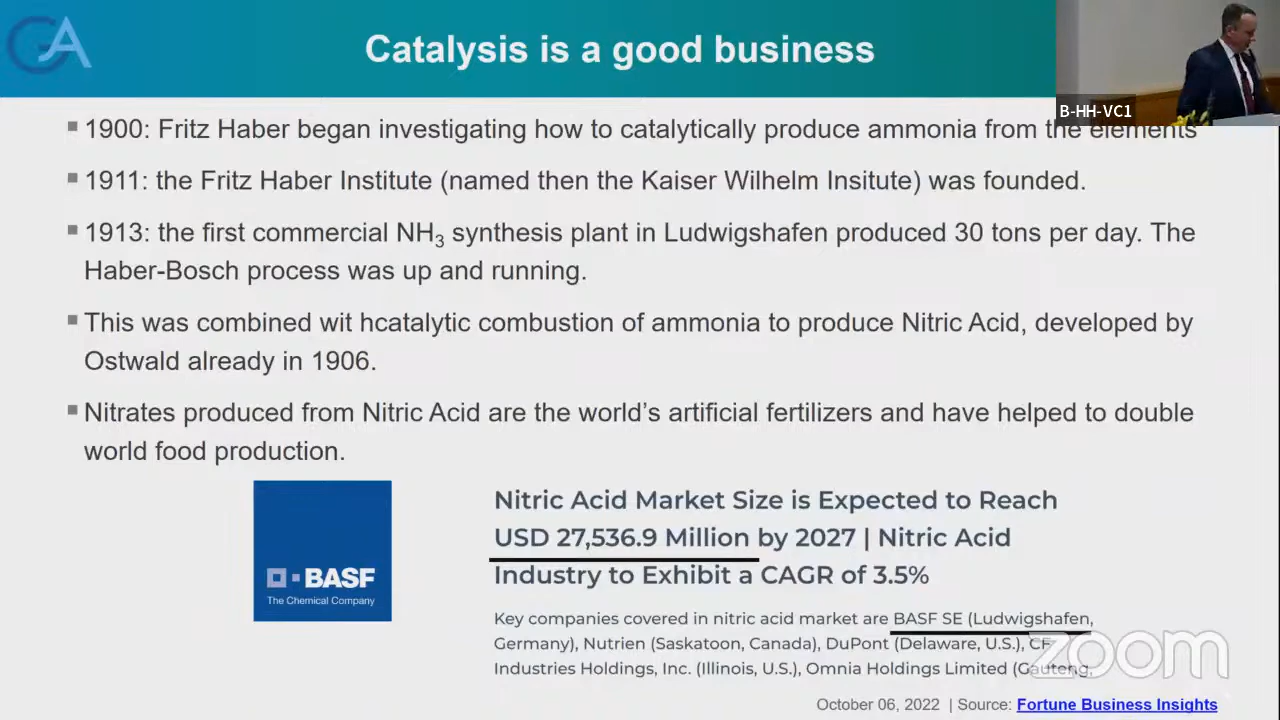 GA
Catalysis is a good business
B-HH-VC1
▪ 1900: Fritz Haber began investigating how to catalytically produce ammonia from the elements
▪ 1911: the Fritz Haber Institute (named then the Kaiser Wilhelm Insitute) was founded.
▪ 1913: the first commercial NH₃ synthesis plant in Ludwigshafen produced 30 tons per day. The
Haber-Bosch process was up and running.
▪ This was combined wit hcatalytic combustion of ammonia to produce Nitric Acid, developed by
Ostwald already in 1906.
▪ Nitrates produced from Nitric Acid are the world's artificial fertilizers and have helped to double
world food production.
BASF
The Chemical Company
Nitric Acid Market Size is Expected to Reach
USD 27,536.9 Million by 2027 | Nitric Acid
Industry to Exhibit a CAGR of 3.5%
Key companies covered in nitric acid market are BASF SE (Ludwigshafen,
Germany), Nutrien (Saskatoon, Canada), DuPont (Delaware, U.S.), CF
Industries Holdings, Inc. (Illinois, U.S.), Omnia Holdings Limited (Gauteng,
zoom
October 06, 2022 | Source: Fortune Business Insights